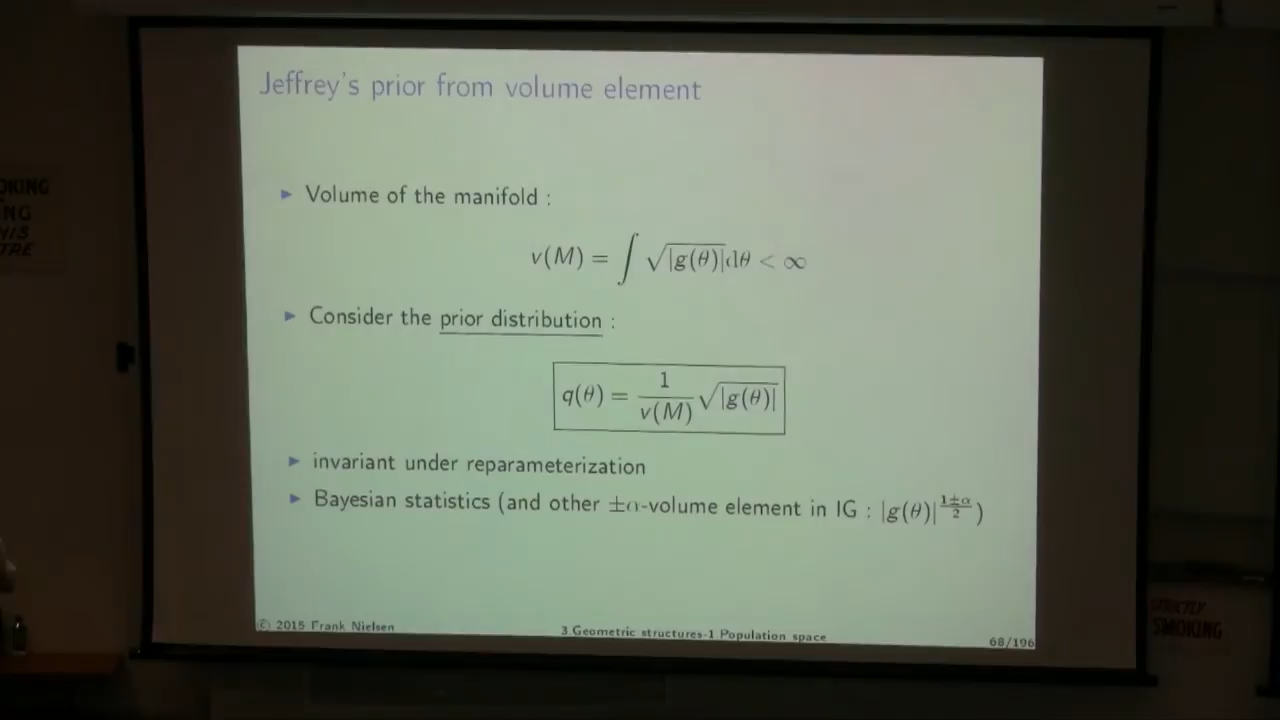 Jeffrey's prior from volume element
► Volume of the manifold :
v(M) = ∫ √|g(θ)|dθ < ∞
► Consider the prior distribution :
q(θ) = 1/v(M) √|g(θ)|
► invariant under reparameterization
► Bayesian statistics (and other ±α-volume element in IG : |g(θ)|^((1±α)/2))
© 2015 Frank Nielsen
3.Geometric structures-1 Population space
68/196
STRICTLY
SMOKING